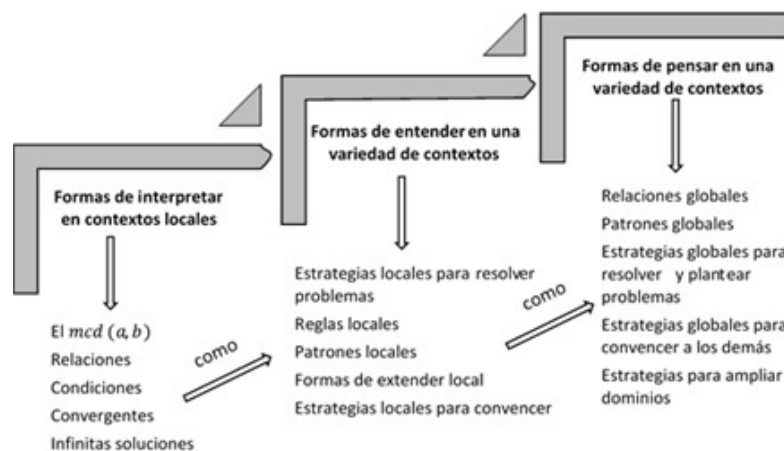 Formas de interpretar
en contextos locales
El mcd (a, b)
Relaciones
Condiciones
Convergentes
Infinitas soluciones
como
Formas de entender en una
variedad de contextos
Estrategias locales para resolver
problemas
Reglas locales
Patrones locales
Formas de extender local
Estrategias locales para convencer
como
Formas de pensar en una
variedad de contextos
Relaciones globales
Patrones globales
Estrategias globales para
resolver y plantear
problemas
Estrategias globales para
convencer a los demás
Estrategias para ampliar
dominios